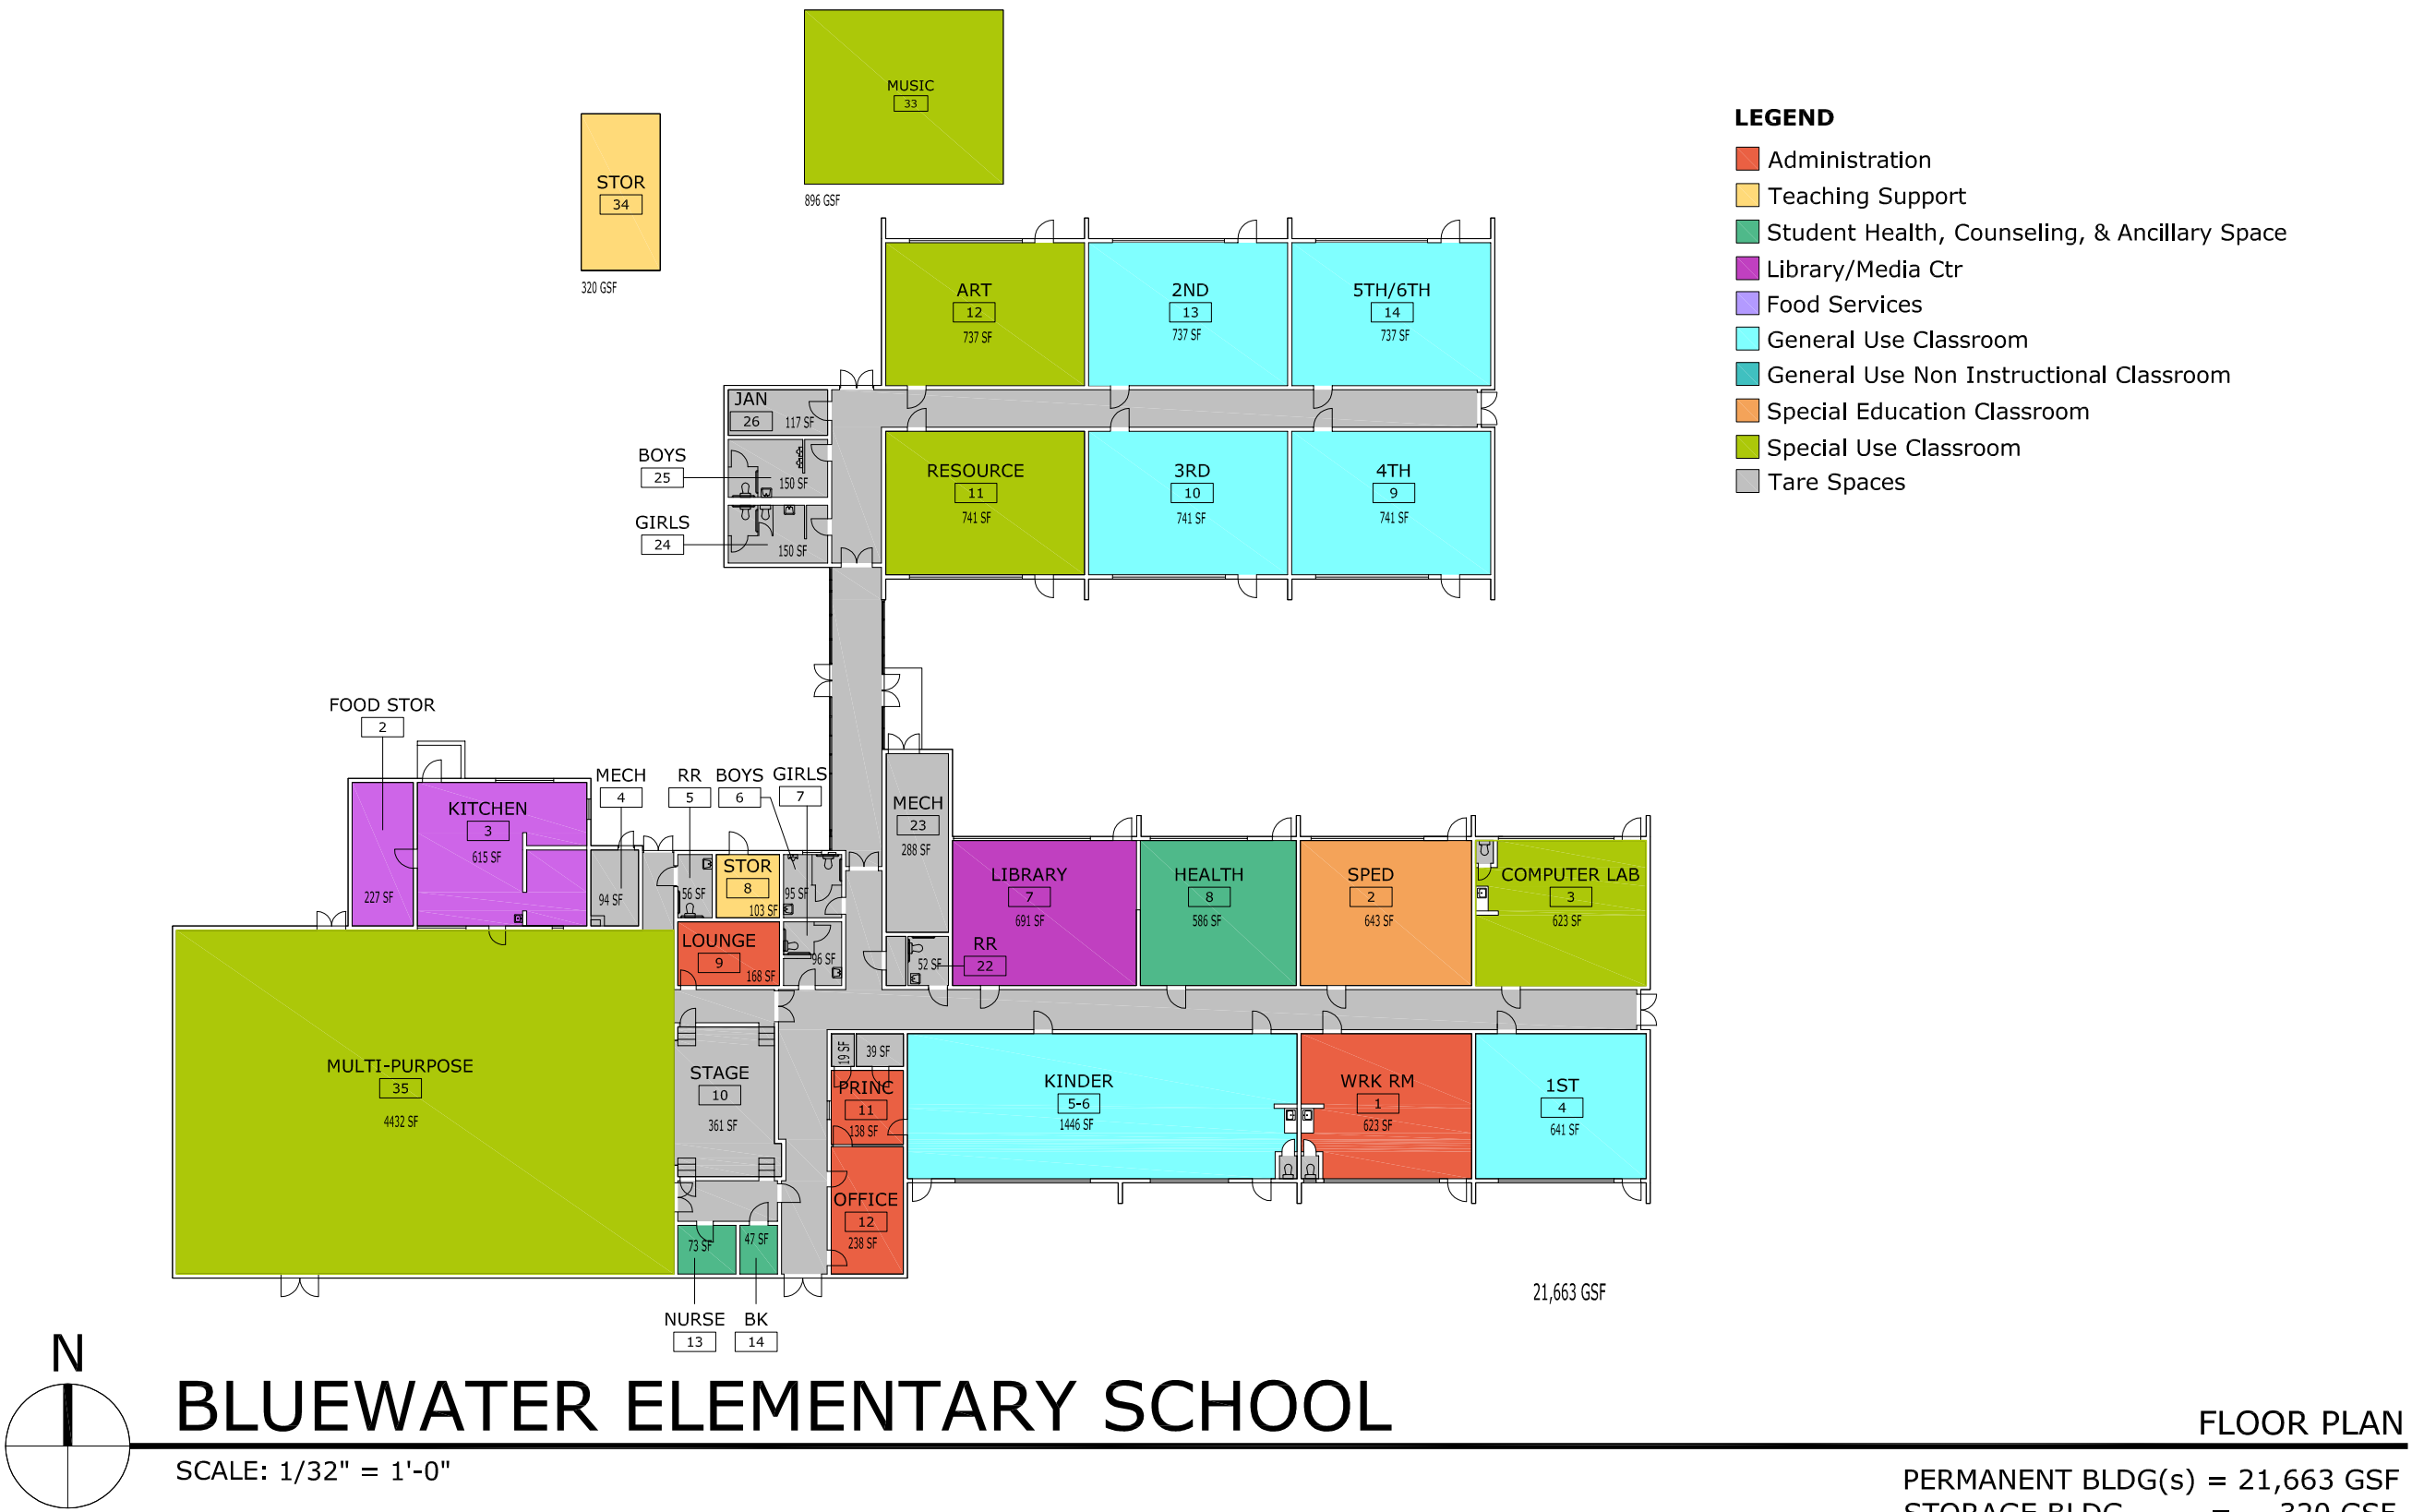 MUSIC
33
896 GSF
STOR
34
320 GSF
LEGEND
Administration
Teaching Support
Student Health, Counseling, & Ancillary Space
Library/Media Ctr
Food Services
General Use Classroom
General Use Non Instructional Classroom
Special Education Classroom
Special Use Classroom
Tare Spaces
ART
12
737 SF
2ND
13
737 SF
5TH/6TH
14
737 SF
JAN
26
117 SF
BOYS
25
150 SF
GIRLS
24
150 SF
RESOURCE
11
741 SF
3RD
10
741 SF
4TH
9
741 SF
FOOD STOR
2
227 SF
KITCHEN
3
615 SF
MECH
4
94 SF
RR
5
56 SF
BOYS
6
95 SF
GIRLS
7
96 SF
STOR
8
103 SF
LOUNGE
9
168 SF
MECH
23
288 SF
RR
22
52 SF
LIBRARY
7
691 SF
HEALTH
8
586 SF
SPED
2
643 SF
COMPUTER LAB
3
623 SF
MULTI-PURPOSE
35
4432 SF
STAGE
10
361 SF
19 SF
39 SF
PRINC
11
138 SF
OFFICE
12
238 SF
KINDER
5-6
1446 SF
WRK RM
1
623 SF
1ST
4
641 SF
73 SF
47 SF
NURSE
13
BK
14
21,663 GSF
N
BLUEWATER ELEMENTARY SCHOOL
FLOOR PLAN
SCALE: 1/32" = 1'-0"
PERMANENT BLDG(s) = 21,663 GSF
STORAGE BLDG = 320 GSF